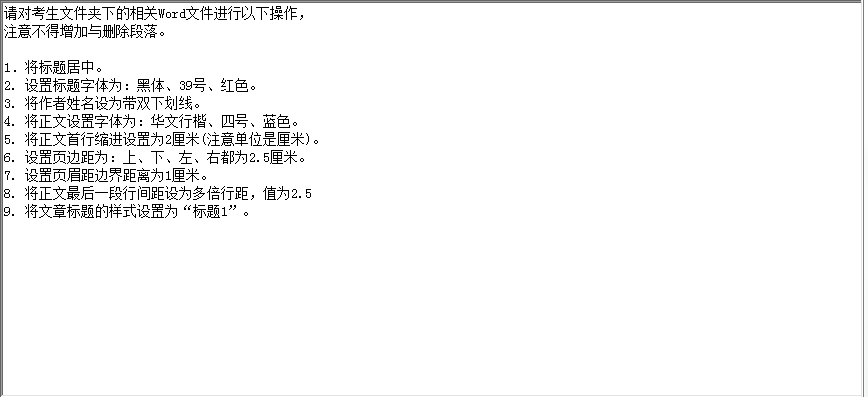 请对考生文件夹下的相关Word文件进行以下操作,
注意不得增加与删除段落。
1. 将标题居中。
2. 设置标题字体为: 黑体、39号、红色。
3. 将作者姓名设为带双下划线。
4. 将正文设置字体为: 华文行楷、四号、蓝色。
5. 将正文首行缩进设置为2厘米(注意单位是厘米)。
6. 设置页边距为: 上、下、左、右都为2.5厘米。
7. 设置页眉距边界距离为1厘米。
8. 将正文最后一段行间距设为多倍行距, 值为2.5
9. 将文章标题的样式设置为“标题1”。